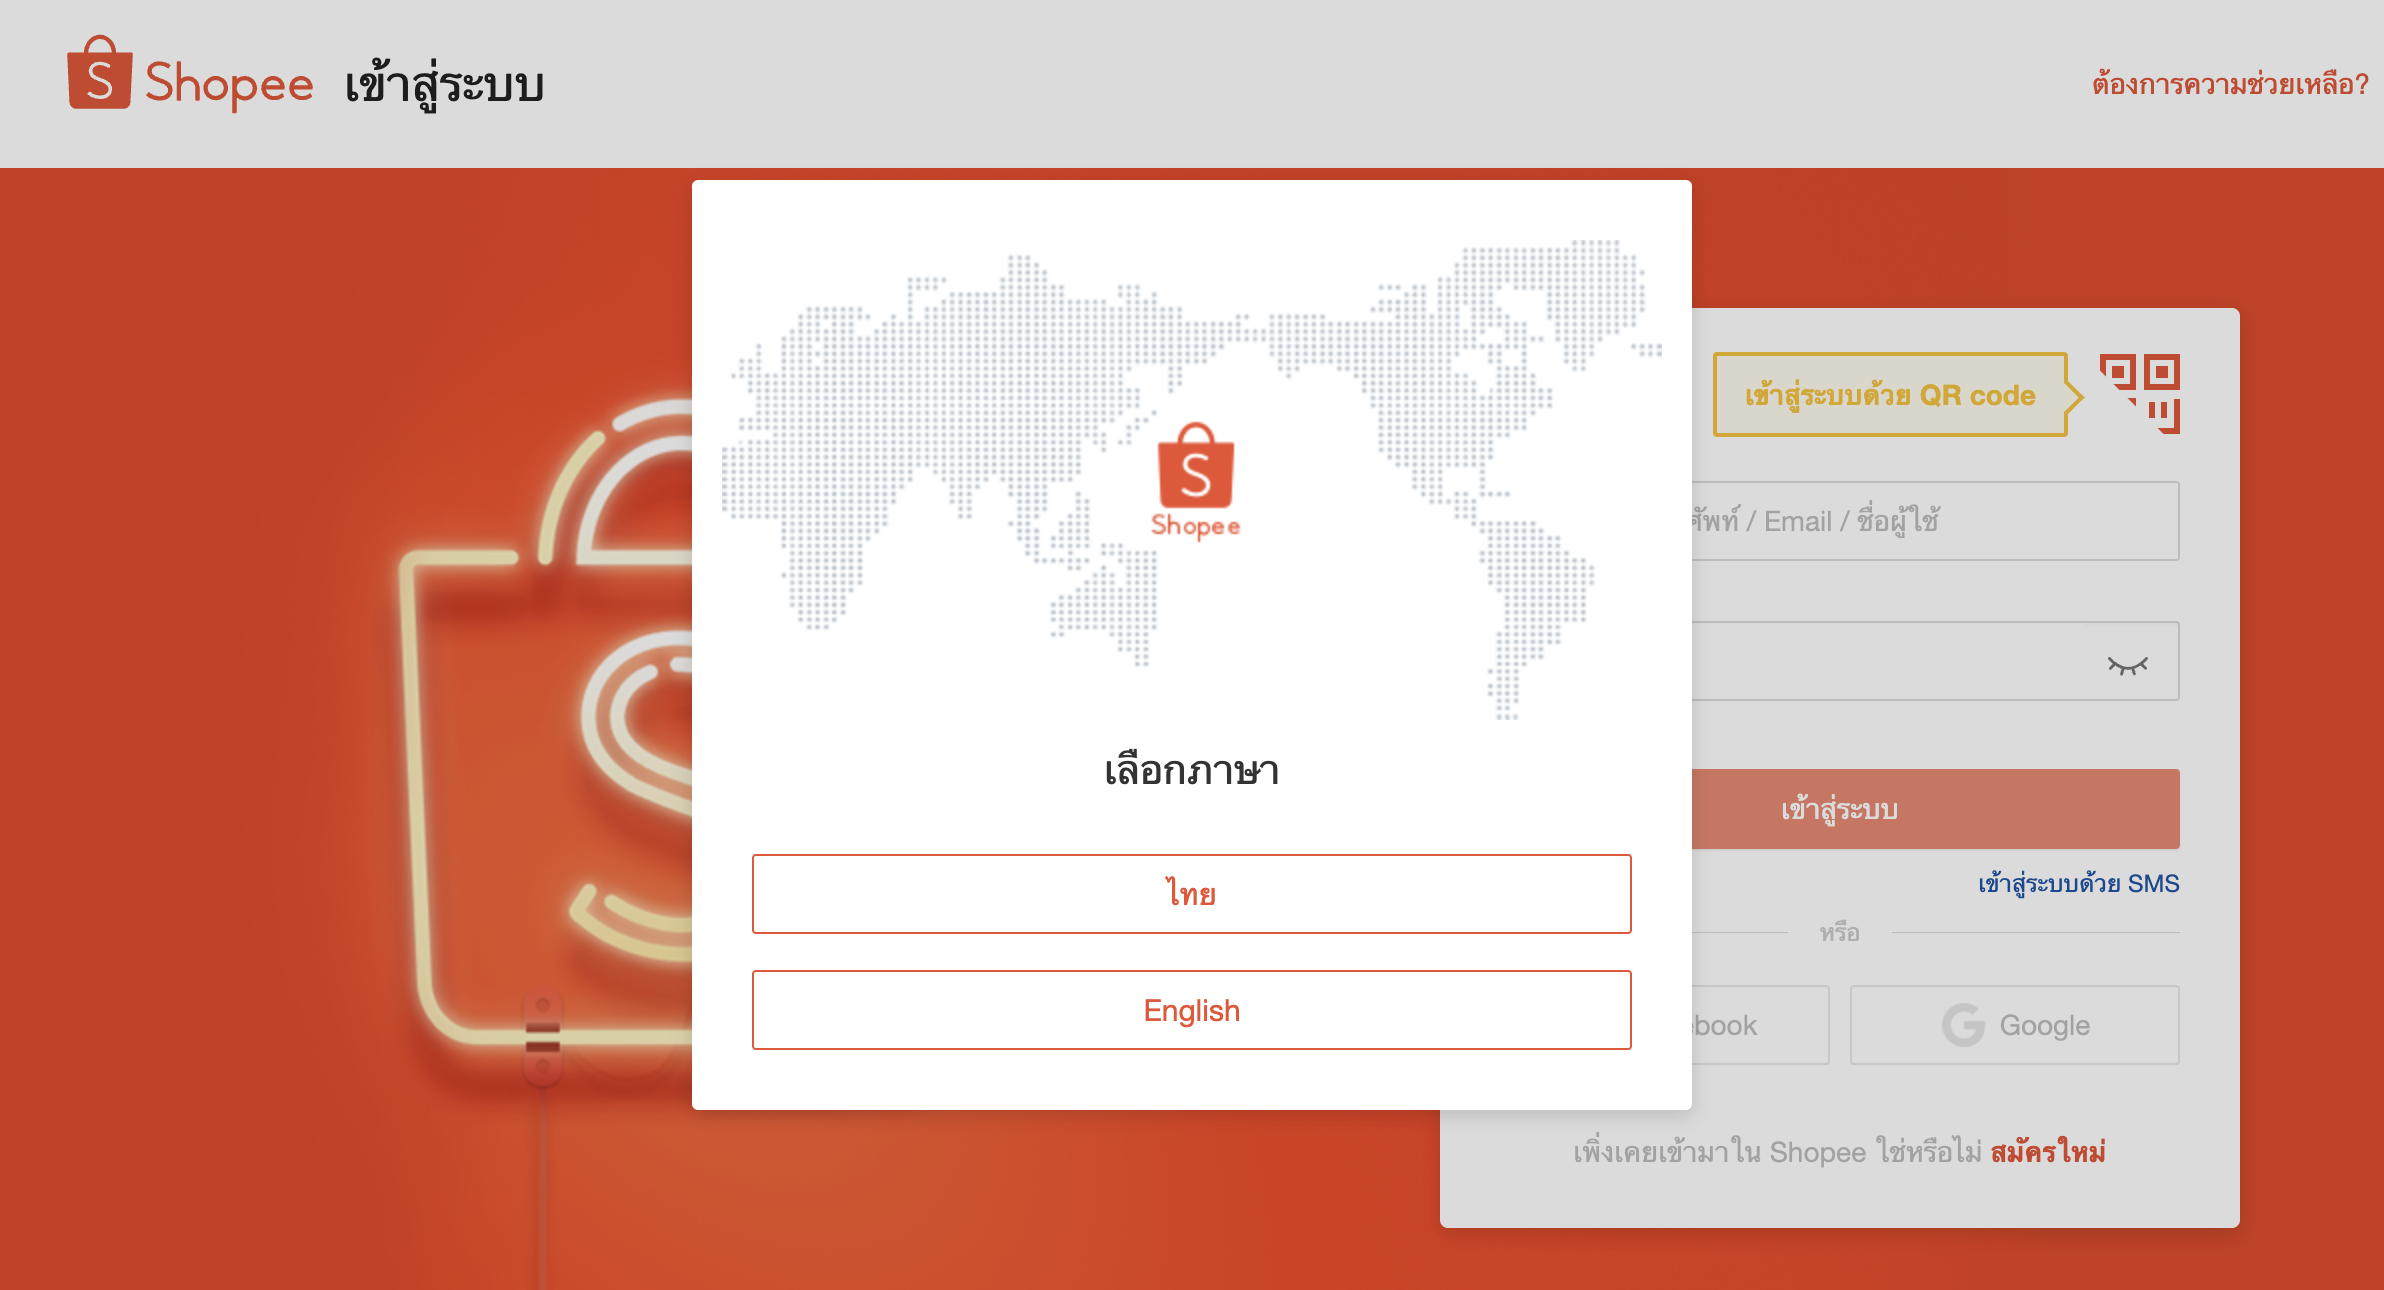 Shopee เข้าสู่ระบบ
ต้องการความช่วยเหลือ?
Shopee
เลือกภาษา
ไทย
English
เข้าสู่ระบบด้วย QR code
/ Email / ชื่อผู้ใช้
เข้าสู่ระบบ
เข้าสู่ระบบด้วย SMS
หรือ
Google
เพิ่งเคยเข้ามาใน Shopee ใช่หรือไม่ สมัครใหม่